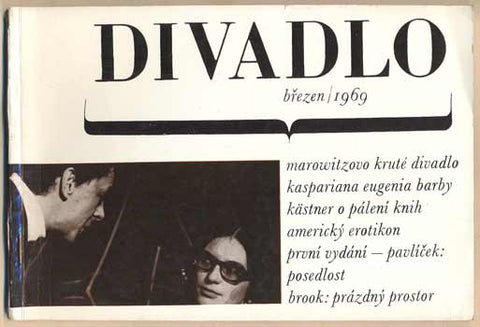 DIVADLO
březen/1969
marowitzovo kruté divadlo
kaspariana eugenia barby
kästner o pálení knih
americký erotikon
první vydání – pavlíček:
posedlost
brook: prázdný prostor